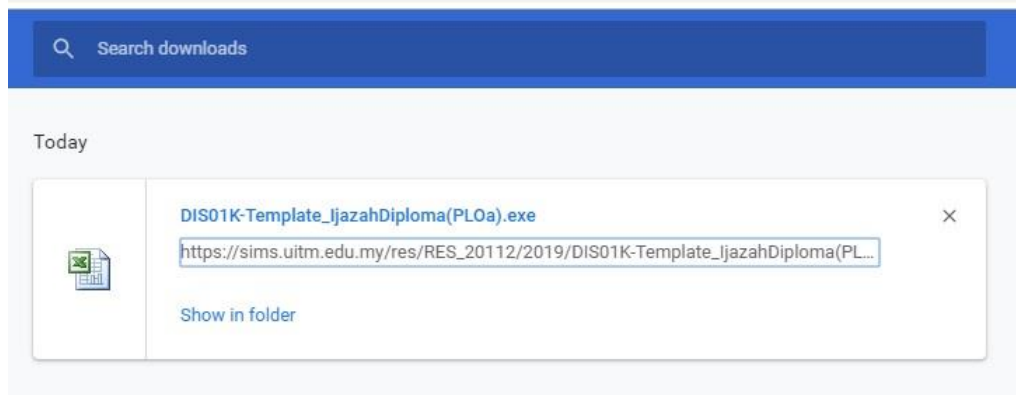 Search downloads
Today
DIS01K-Template_IjazahDiploma(PLOa).exe
https://sims.uitm.edu.my/res/RES_20112/2019/DIS01K-Template_IjazahDiploma(PL...
Show in folder